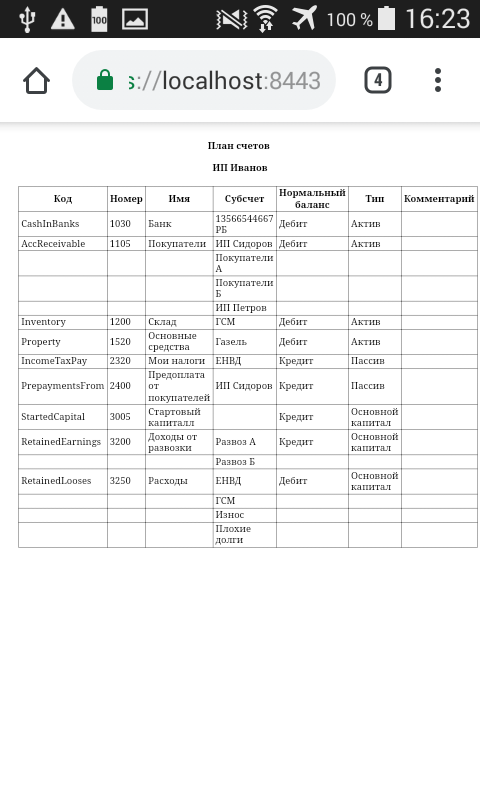 100
100 %
16:23
s://localhost:8443
4
План счетов
ИП Иванов
Код Номер Имя Субсчет Нормальный баланс Тип Комментарий
CashInBanks 1030 Банк 13566544667 РБ Дебит Актив
AccReceivable 1105 Покупатели ИП Сидоров Дебит Актив
Покупатели А
Покупатели Б
ИП Петров
Inventory 1200 Склад ГСМ Дебит Актив
Property 1520 Основные средства Газель Дебит Актив
IncomeTaxPay 2320 Мои налоги ЕНВД Кредит Пассив
PrepaymentsFrom 2400 Предоплата от покупателей ИП Сидоров Кредит Пассив
StartedCapital 3005 Стартовый капиталл Кредит Основной капитал
RetainedEarnings 3200 Доходы от развозки Развоз А Кредит Основной капитал
Развоз Б
RetainedLooses 3250 Расходы ЕНВД Дебит Основной капитал
ГСМ
Износ
Плохие долги